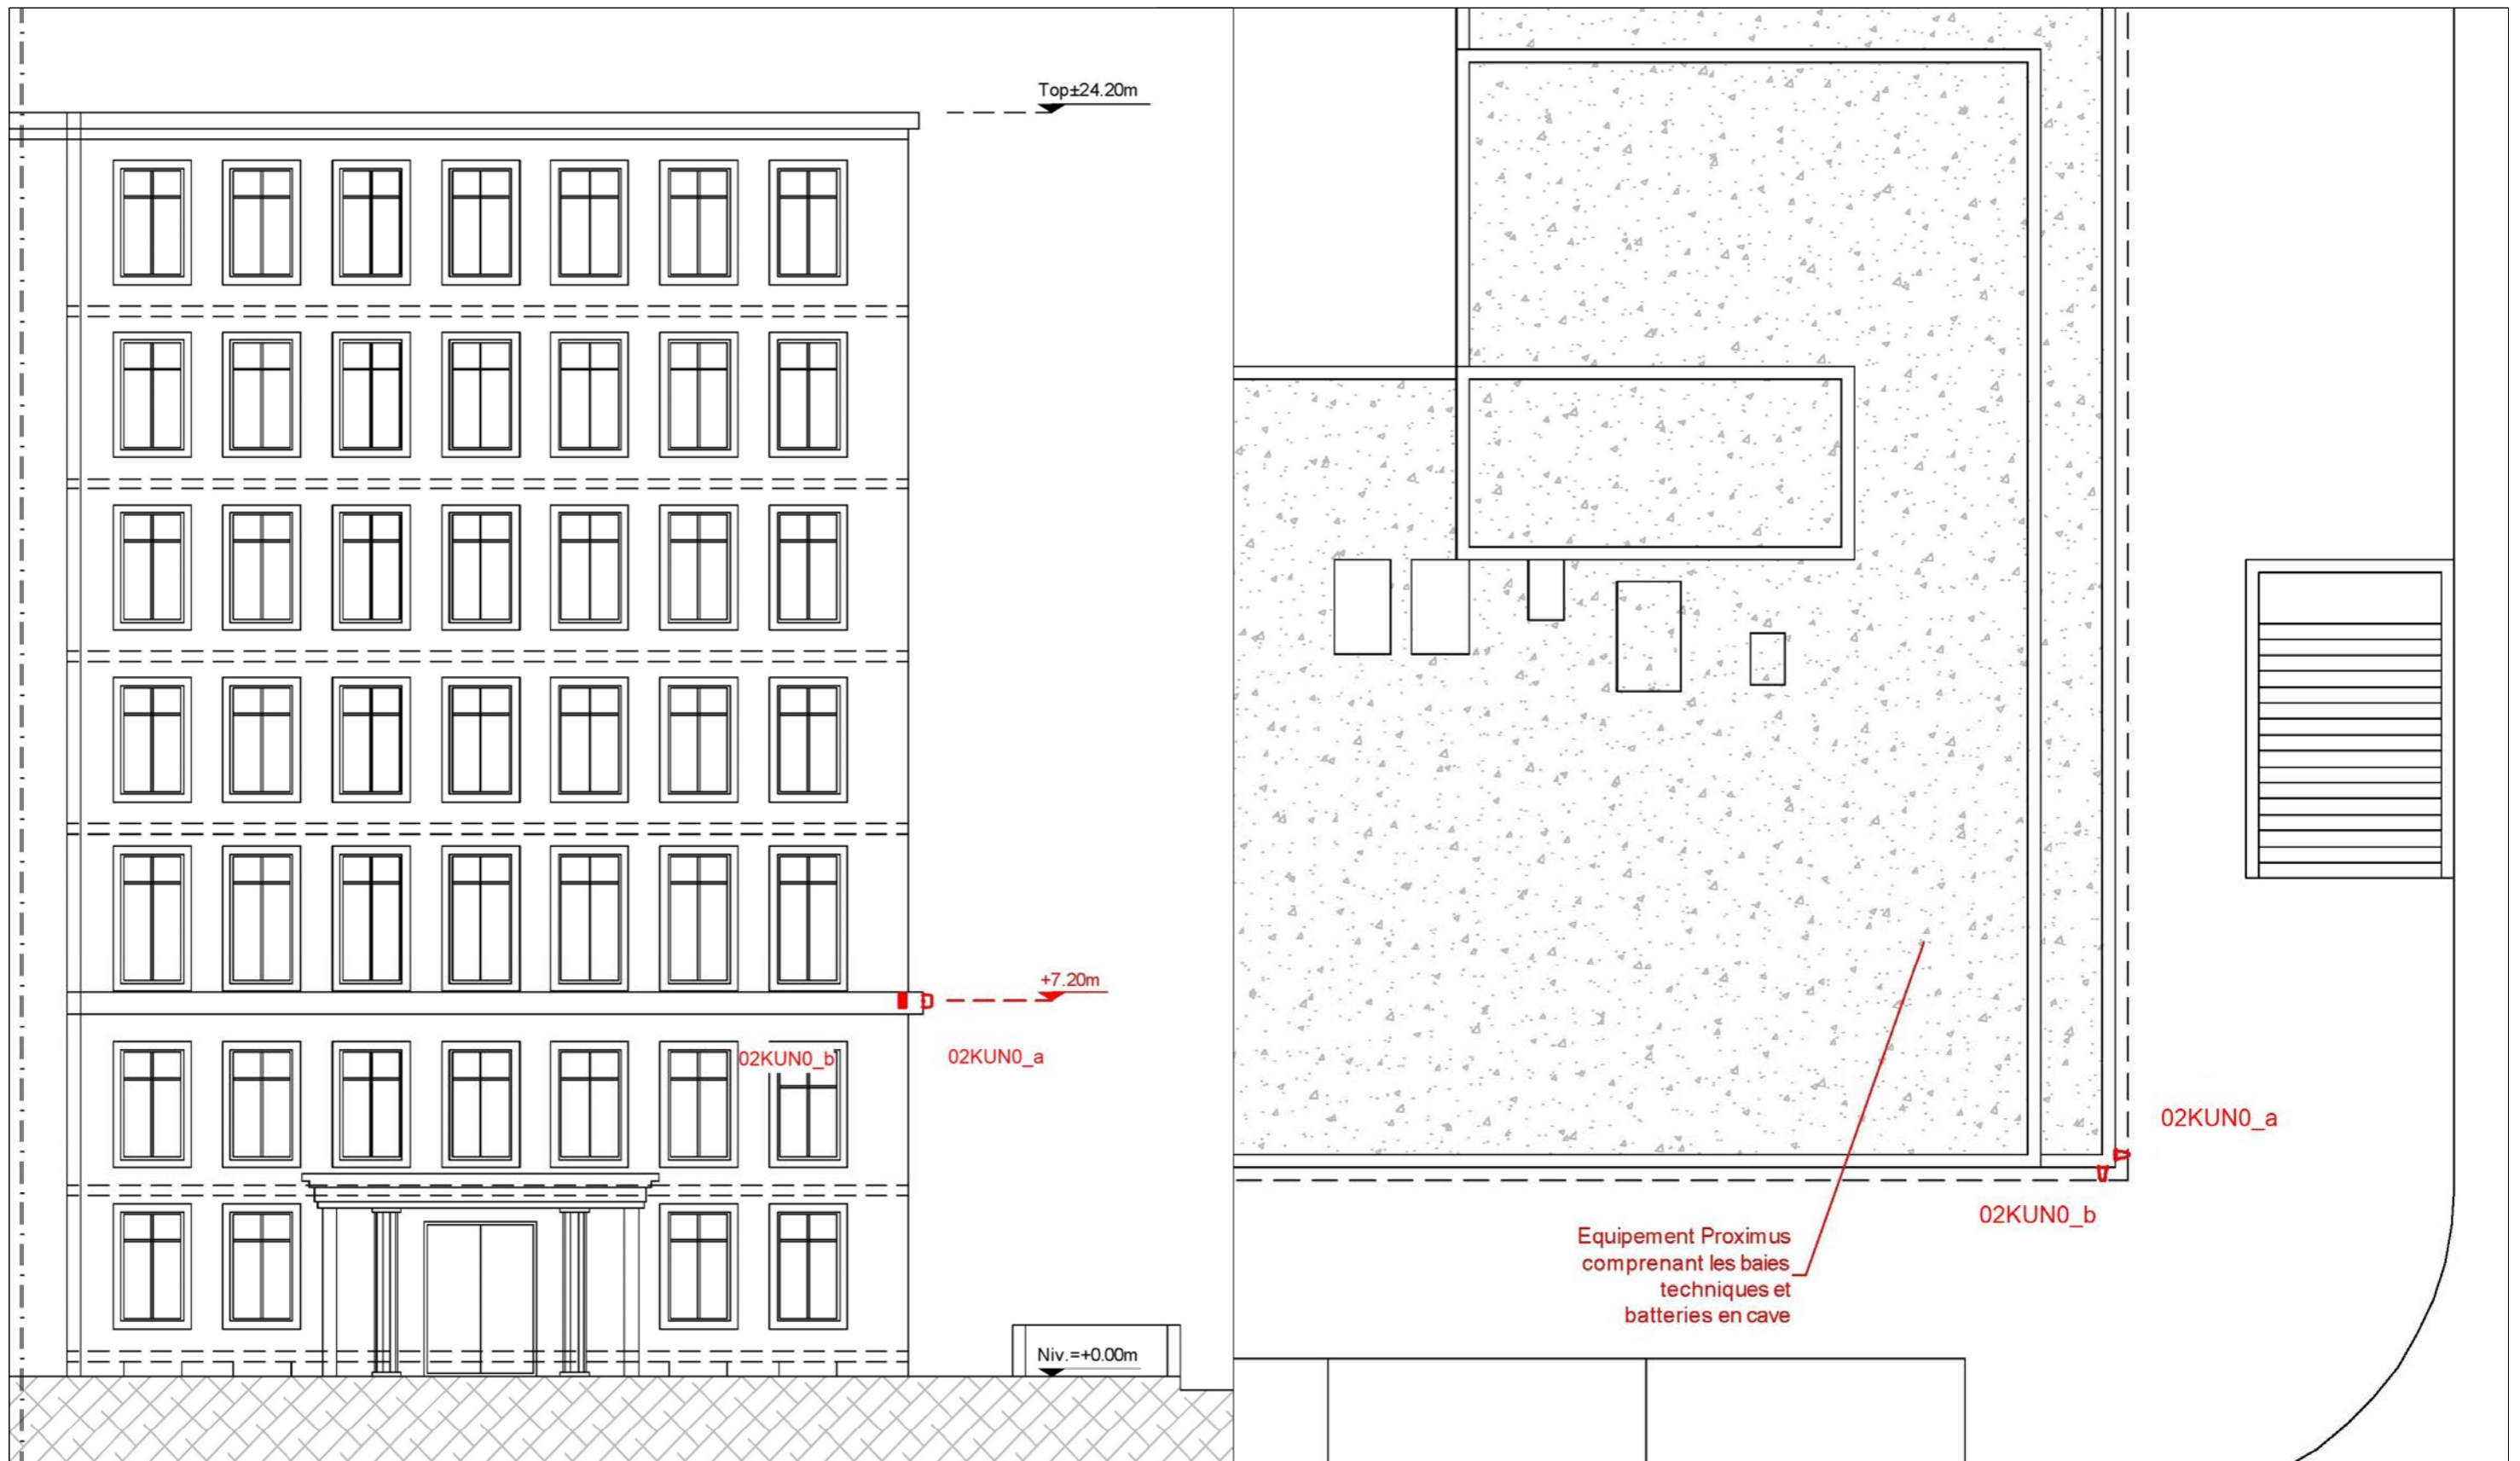 Top±24.20m
+7.20m
02KUN0_b
02KUN0_a
Niv.=+0.00m
02KUN0_a
02KUN0_b
Equipement Proximus
comprenant les baies
techniques et
batteries en cave